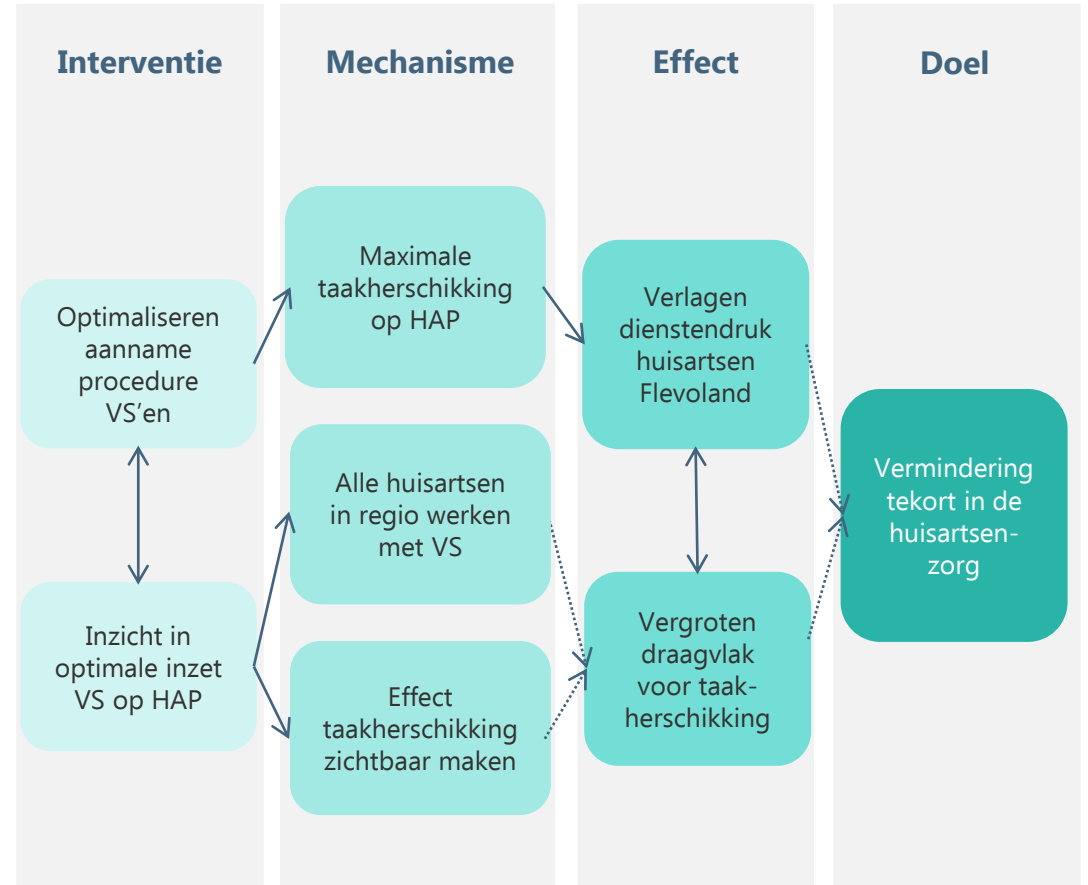 Interventie
Mechanisme
Effect
Doel
Optimaliseren
aanname
procedure
VS'en
Inzicht in
optimale inzet
VS op HAP
Maximale
taakherschikking
op HAP
Alle huisartsen
in regio werken
met VS
Effect
taakherschikking
zichtbaar maken
Verlagen
dienstendruk
huisartsen
Flevoland
Vergroten
draagvlak
voor taak-
herschikking
Vermindering
tekort in de
huisartsen-
zorg